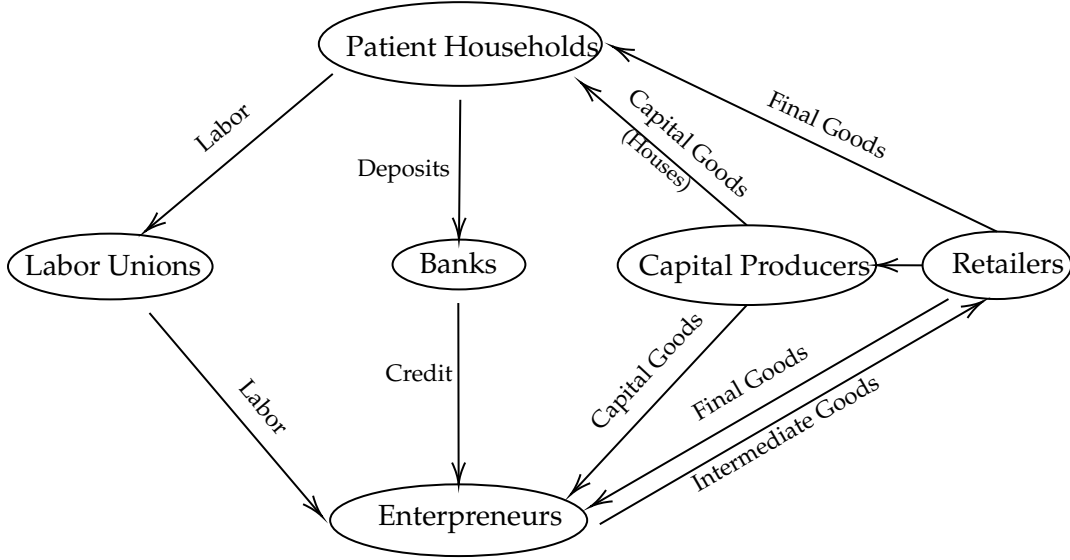 Patient Households
Labor
Deposits
Capital Goods
(Houses)
Final Goods
Labor Unions
Banks
Capital Producers
Retailers
Labor
Credit
Capital Goods
Final Goods
Intermediate Goods
Enterpreneurs